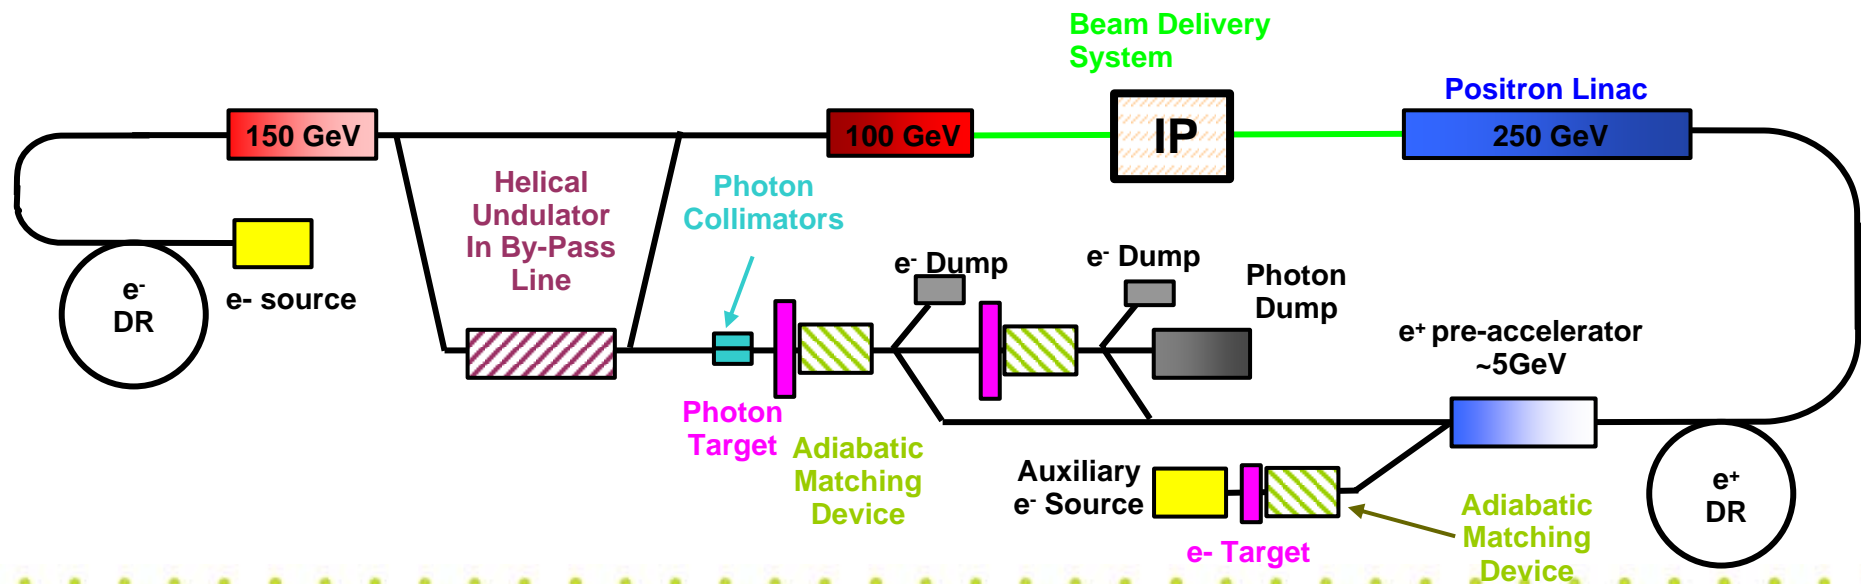 Beam Delivery
System
Positron Linac
150 GeV
100 GeV
IP
250 GeV
Helical
Undulator
In By-Pass
Line
Photon
Collimators
e- source
e- DR
e- Dump
e- Dump
Photon
Dump
e+ pre-accelerator
~5GeV
Photon
Target
Adiabatic
Matching
Device
Auxiliary
e- Source
e- Target
Adiabatic
Matching
Device
e+
DR